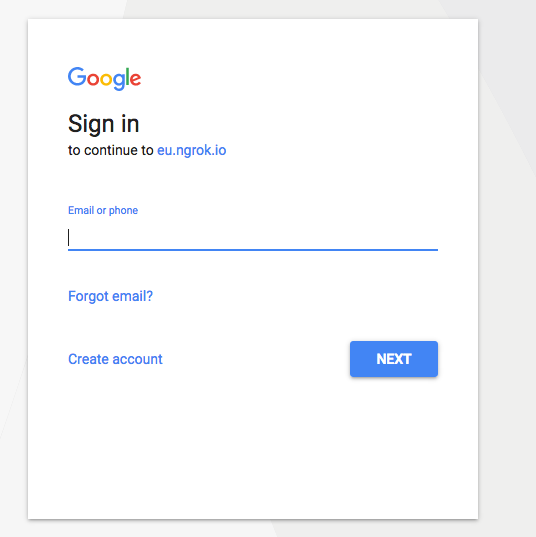 Google
Sign in
to continue to eu.ngrok.io
Email or phone
Forgot email?
Create account
NEXT